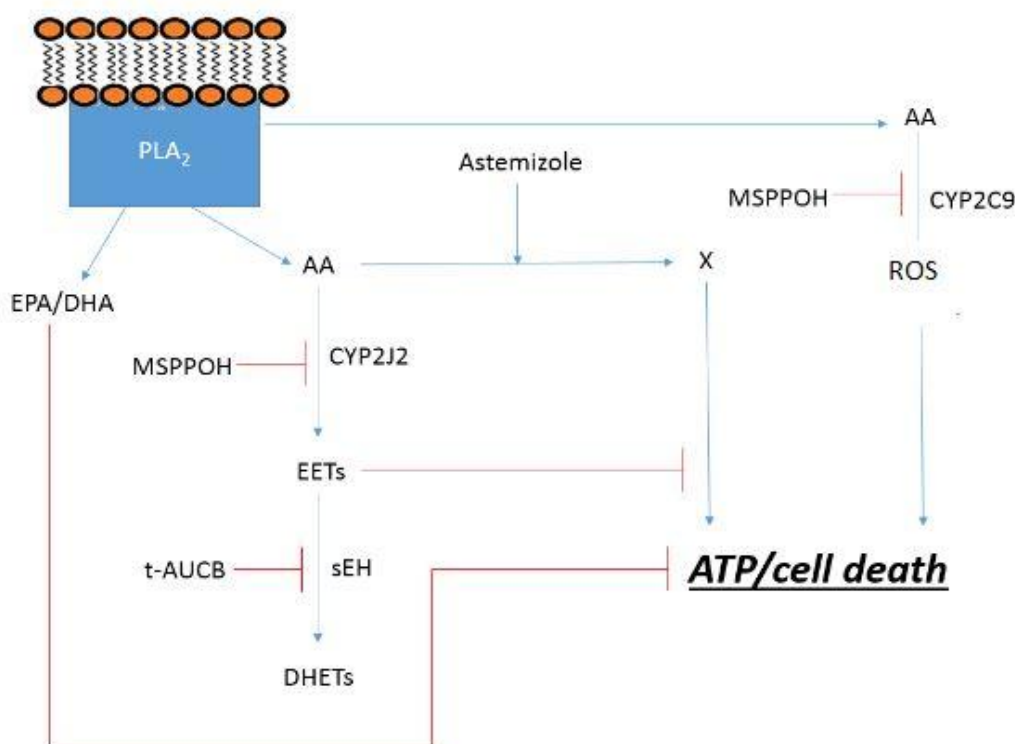 AA
PLA2
Astemizole
MSPPOH
CYP2C9
AA
X
ROS
EPA/DHA
MSPPOH
CYP2J2
EETs
t-AUCB
sEH
ATP/cell death
DHETs